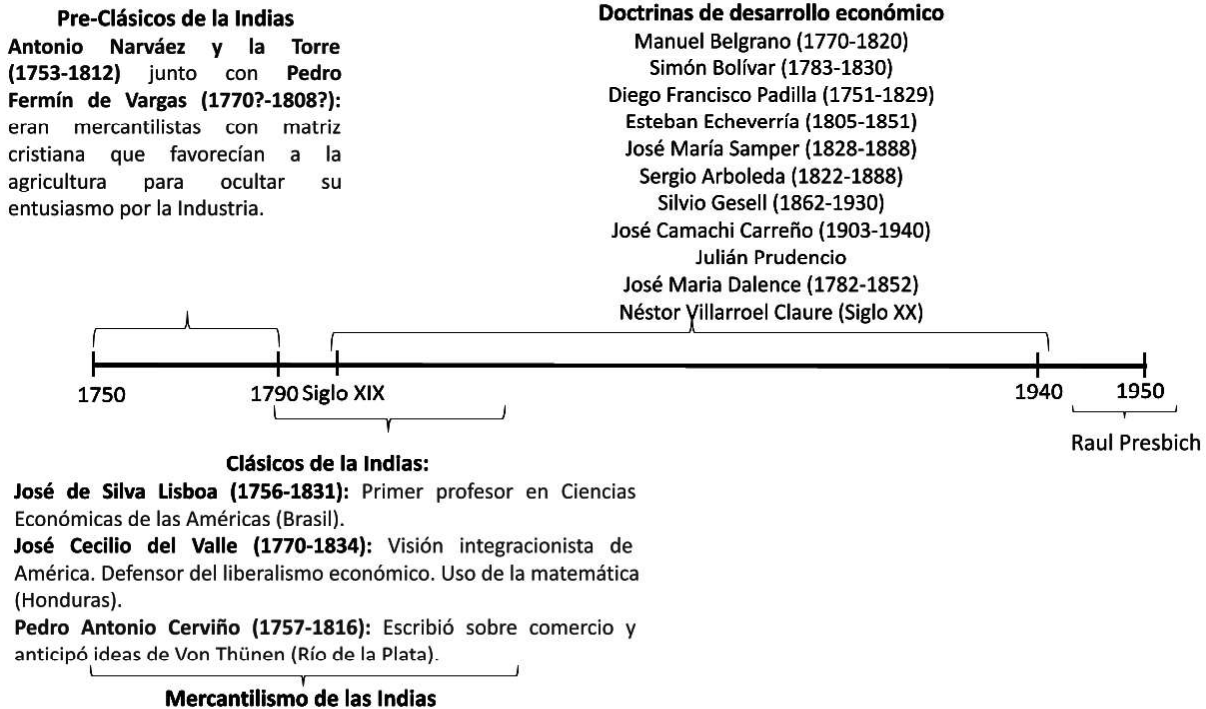 Pre-Clásicos de la Indias
Antonio Narváez y la Torre
(1753-1812) junto con Pedro
Fermín de Vargas (1770?-1808?):
eran mercantilistas con matriz
cristiana que favorecían a la
agricultura para ocultar su
entusiasmo por la Industria.
Doctrinas de desarrollo económico
Manuel Belgrano (1770-1820)
Simón Bolívar (1783-1830)
Diego Francisco Padilla (1751-1829)
Esteban Echeverría (1805-1851)
José María Samper (1828-1888)
Sergio Arboleda (1822-1888)
Silvio Gesell (1862-1930)
José Camachi Carreño (1903-1940)
Julián Prudencio
José Maria Dalence (1782-1852)
Néstor Villarroel Claure (Siglo XX)
1750
1790
Siglo XIX
1940
1950
Raul Presbich
Clásicos de la Indias:
José de Silva Lisboa (1756-1831): Primer profesor en Ciencias
Económicas de las Américas (Brasil).
José Cecilio del Valle (1770-1834): Visión integracionista de
América. Defensor del liberalismo económico. Uso de la matemática
(Honduras).
Pedro Antonio Cerviño (1757-1816): Escribió sobre comercio y
anticipó ideas de Von Thünen (Río de la Plata).
Mercantilismo de las Indias